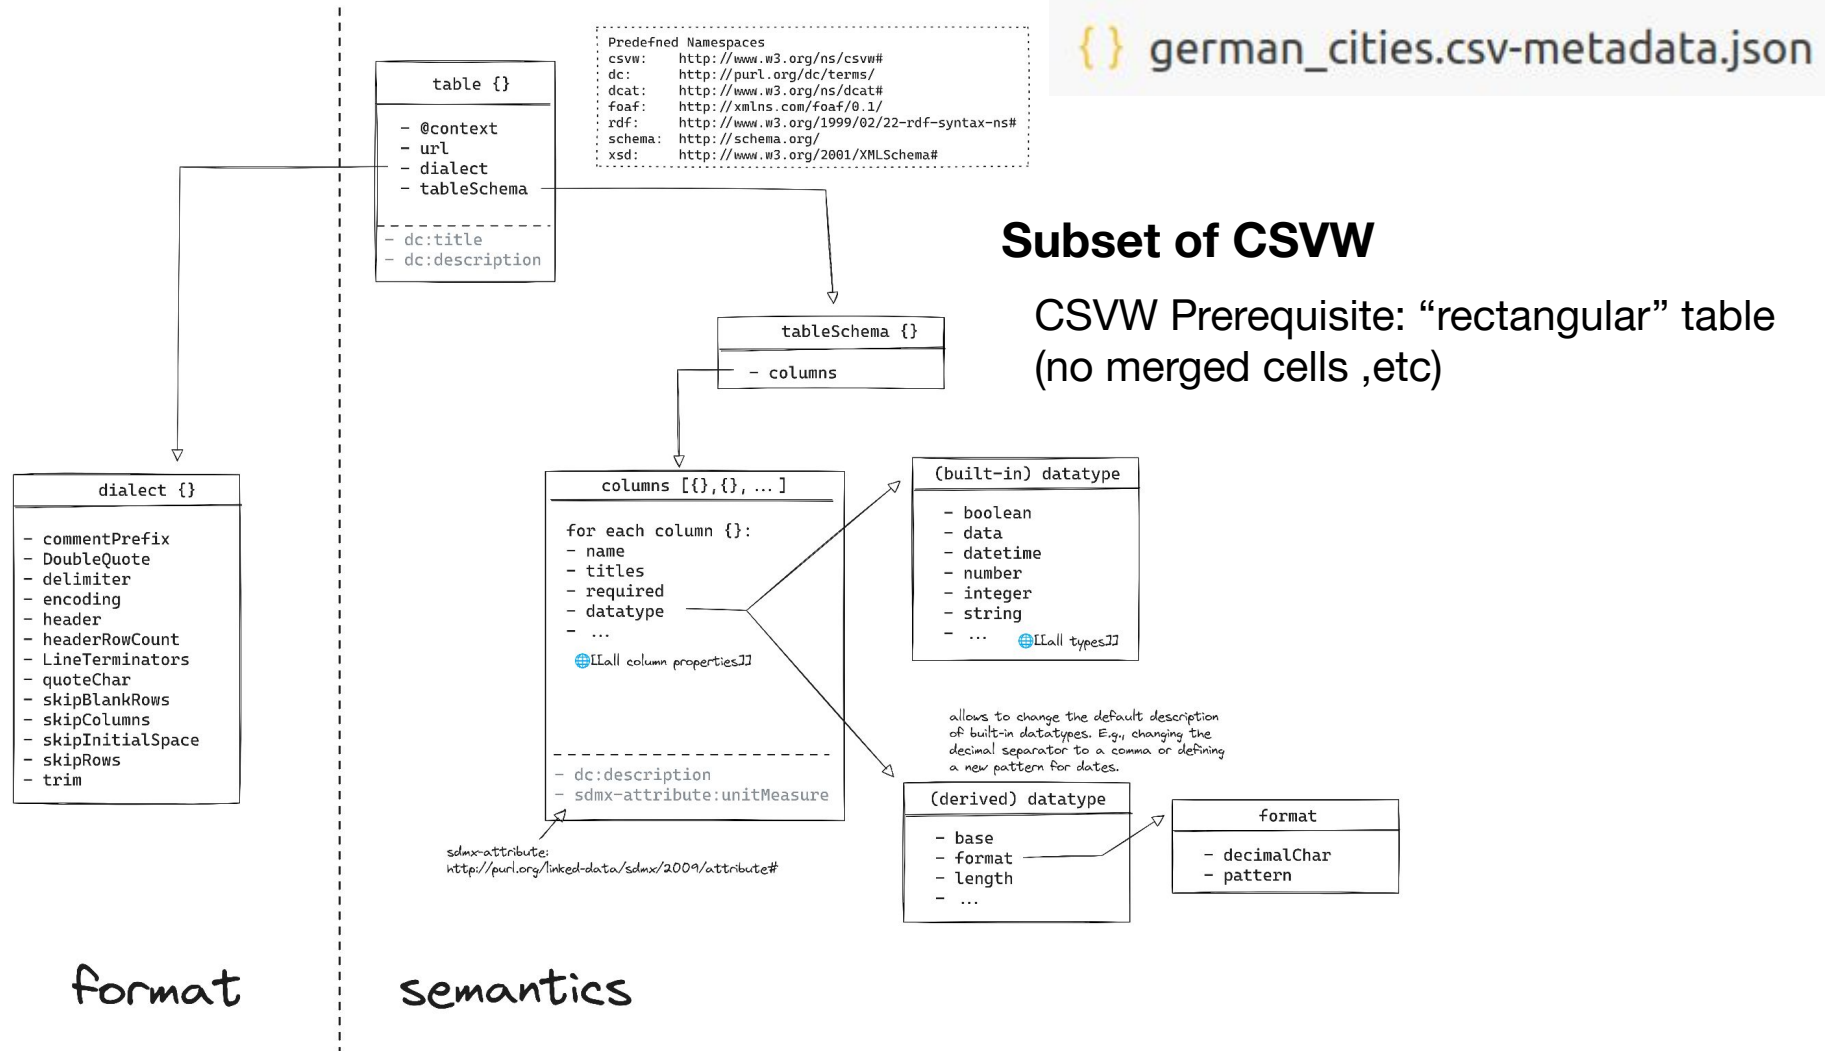 {} german_cities.csv-metadata.json
Predefned Namespaces
csvw: http://www.w3.org/ns/csvw#
dc: http://purl.org/dc/terms/
dcat: http://www.w3.org/ns/dcat#
foaf: http://xmlns.com/foaf/0.1/
rdf: http://www.w3.org/1999/02/22-rdf-syntax-ns#
schema: http://schema.org/
xsd: http://www.w3.org/2001/XMLSchema#
table {}
- @context
- url
- dialect
- tableSchema
- dc:title
- dc:description
Subset of CSVW
CSVW Prerequisite: “rectangular” table
(no merged cells ,etc)
tableSchema {}
- columns
dialect {}
- commentPrefix
- DoubleQuote
- delimiter
- encoding
- header
- headerRowCount
- LineTerminators
- quoteChar
- skipBlankRows
- skipColumns
- skipInitialSpace
- skipRows
- trim
columns [{},{}, ... ]
for each column {}:
- name
- titles
- required
- datatype
- ...
[[all column properties]]
- dc:description
- sdmx-attribute:unitMeasure
sdmx-attribute:
http://purl.org/linked-data/sdmx/2009/attribute#
(built-in) datatype
- boolean
- data
- datetime
- number
- integer
- string
- ... [[all types]]
allows to change the default description
of built-in datatypes. E.g., changing the
decimal separator to a comma or defining
a new pattern for dates.
(derived) datatype
- base
- format
- length
- ...
format
- decimalChar
- pattern
format
semantics